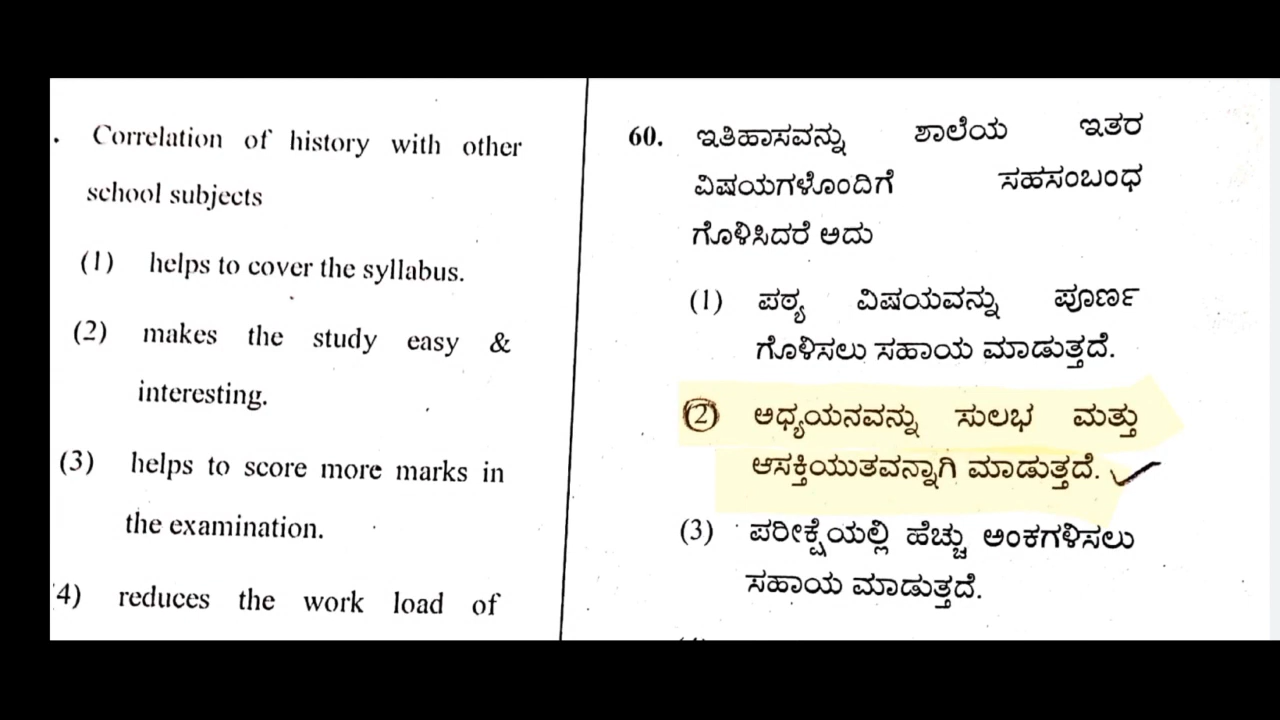 . Correlation of history with other
school subjects
(1) helps to cover the syllabus.
(2) makes the study easy &
interesting.
(3) helps to score more marks in
the examination.
4) reduces the work load of
60. ಇತಿಹಾಸವನ್ನು ಶಾಲೆಯ ಇತರ
ವಿಷಯಗಳೊಂದಿಗೆ ಸಹಸಂಬಂಧ
ಗೊಳಿಸಿದರೆ ಅದು
(1) ಪಠ್ಯ ವಿಷಯವನ್ನು ಪೂರ್ಣ
ಗೊಳಿಸಲು ಸಹಾಯ ಮಾಡುತ್ತದೆ.
(2) ಅಧ್ಯಯನವನ್ನು ಸುಲಭ ಮತ್ತು
ಆಸಕ್ತಿಯುತವನ್ನಾಗಿ ಮಾಡುತ್ತದೆ.
(3) ಪರೀಕ್ಷೆಯಲ್ಲಿ ಹೆಚ್ಚು ಅಂಕಗಳಿಸಲು
ಸಹಾಯ ಮಾಡುತ್ತದೆ.